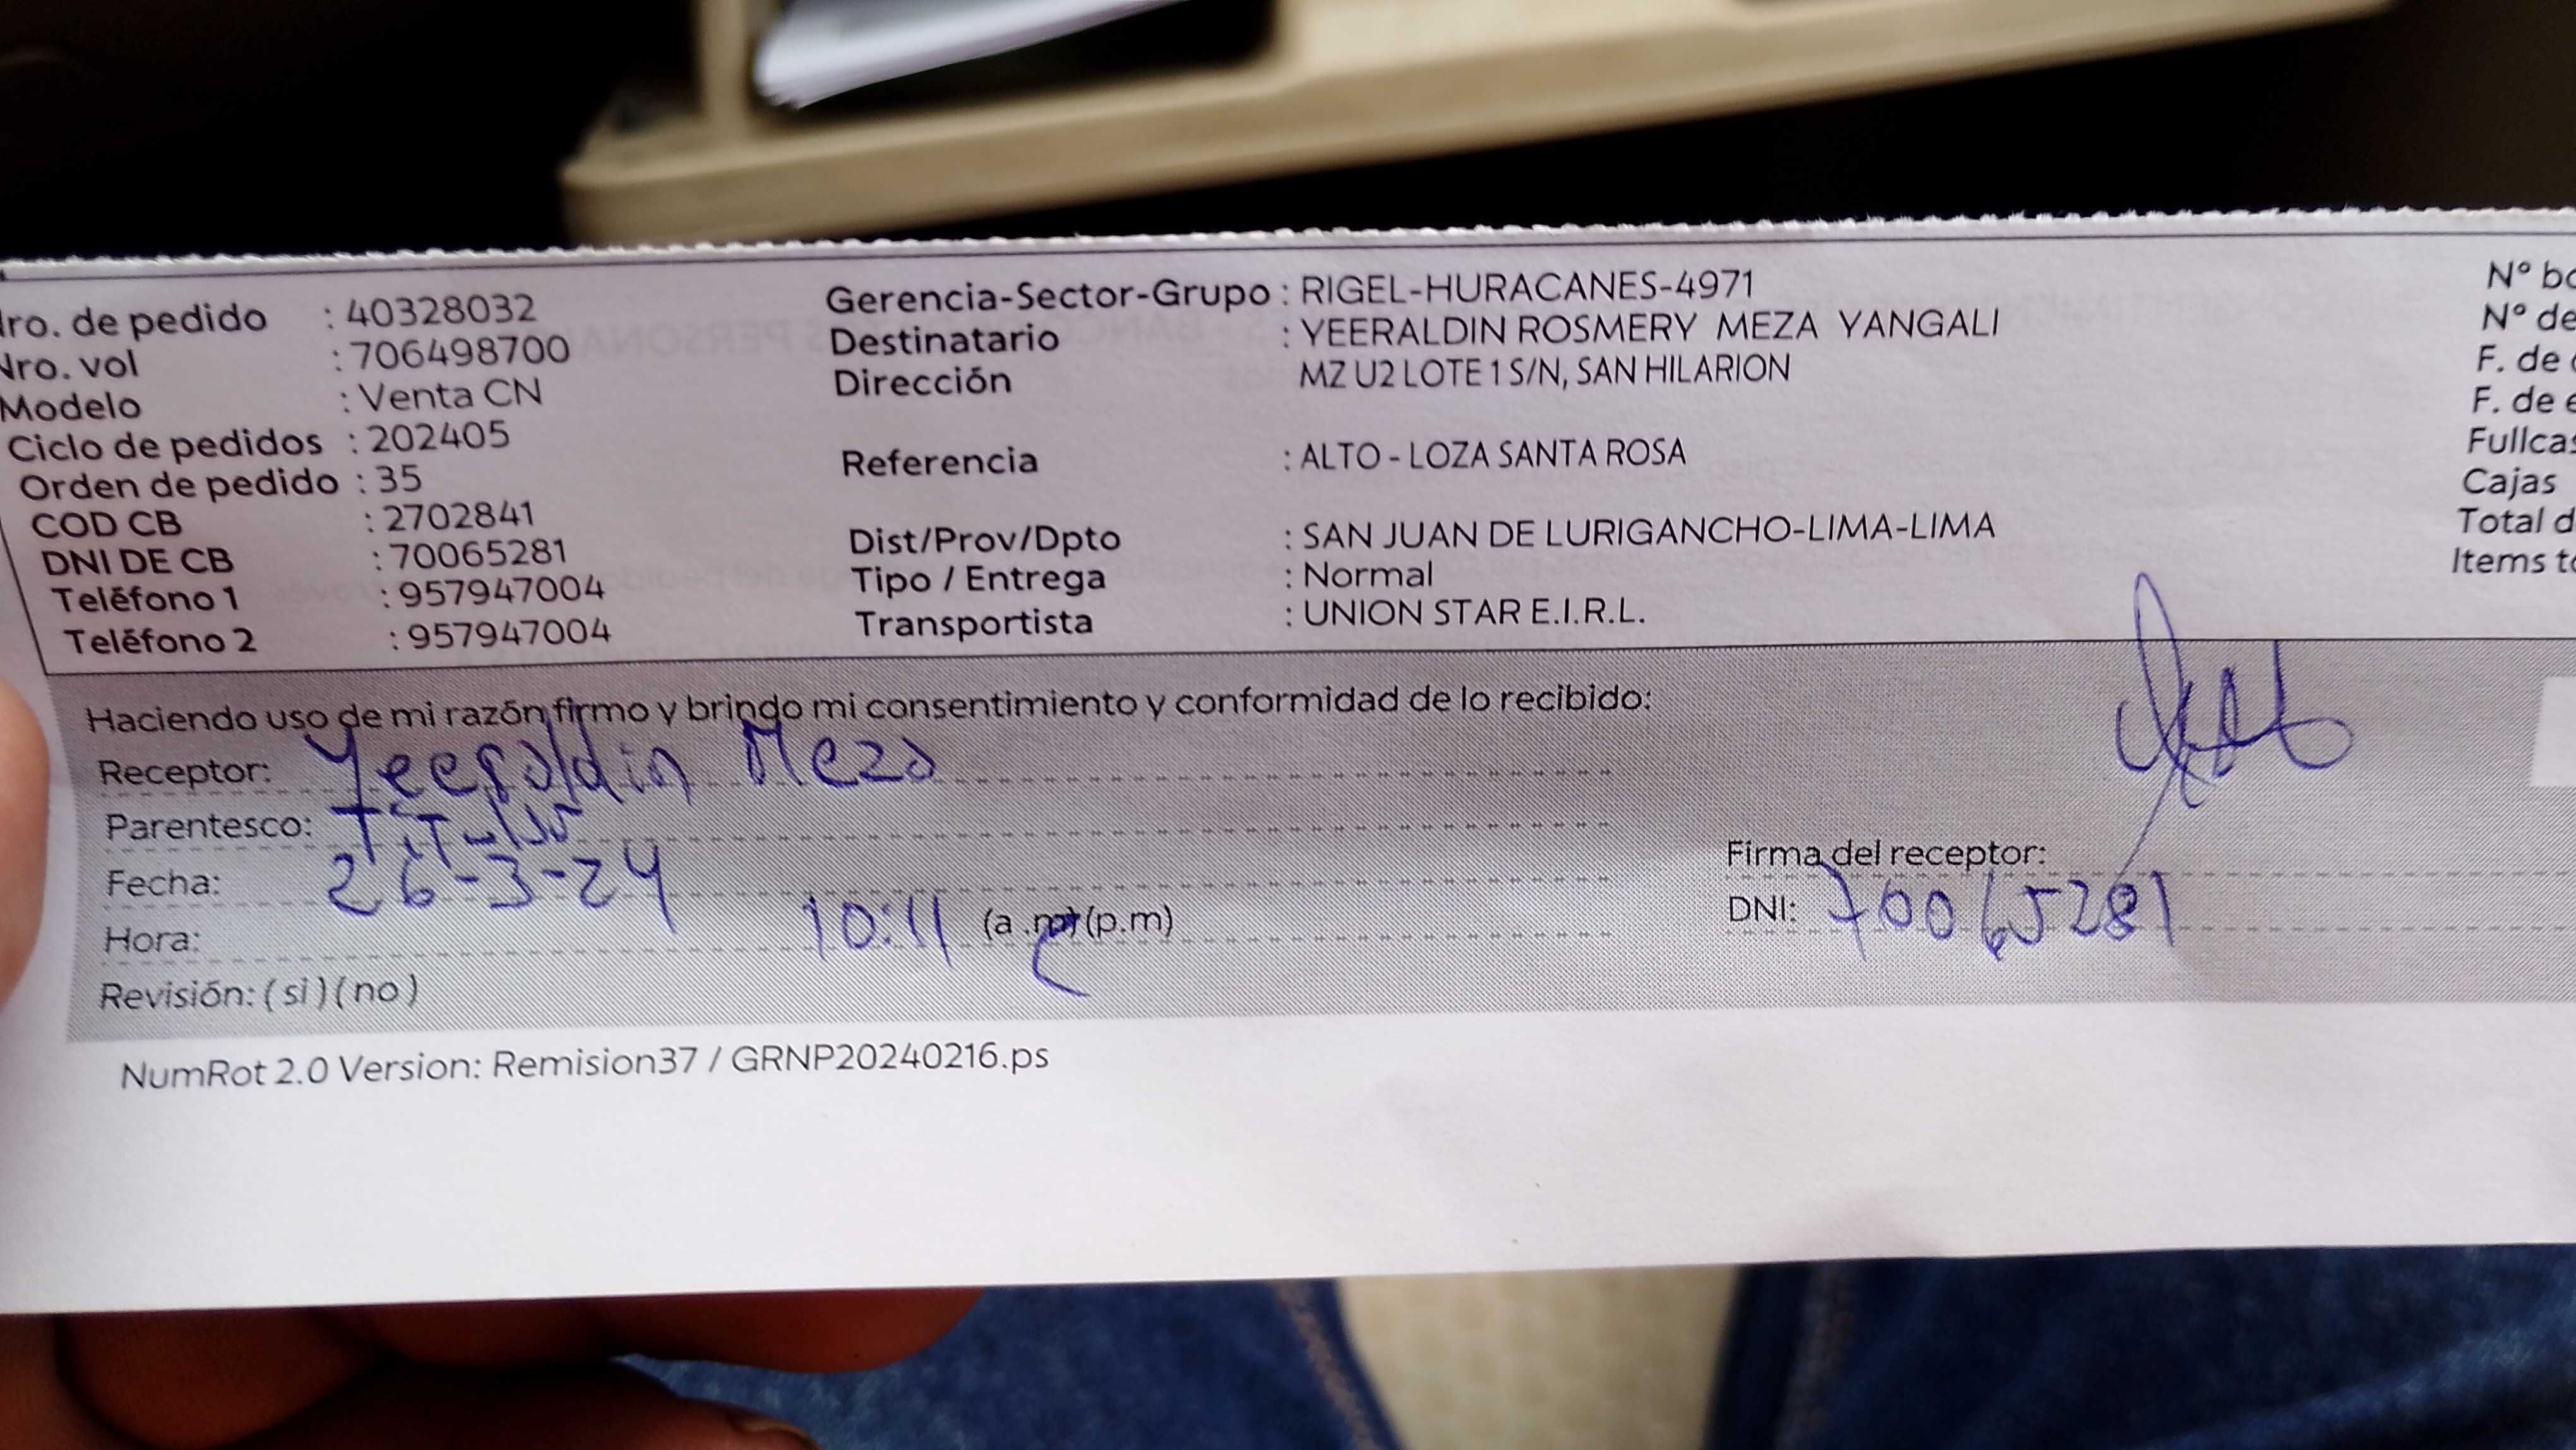 ro. de pedido : 40328032
Nro. vol : 706498700
Modelo : Venta CN
Ciclo de pedidos : 202405
Orden de pedido : 35
COD CB : 2702841
DNI DE CB : 70065281
Teléfono 1 : 957947004
Teléfono 2 : 957947004
Gerencia-Sector-Grupo : RIGEL-HURACANES-4971
Destinatario : YEERALDIN ROSMERY MEZA YANGALI
Dirección MZ U2 LOTE 1 S/N, SAN HILARION
Referencia : ALTO - LOZA SANTA ROSA
Dist/Prov/Dpto : SAN JUAN DE LURIGANCHO-LIMA-LIMA
Tipo / Entrega : Normal
Transportista : UNION STAR E.I.R.L.
N° bo
N° de
F. de
F. de e
Fullcas
Cajas
Total d
Items to
Haciendo uso de mi razón firmo y brindo mi consentimiento y conformidad de lo recibido:
Receptor: Yeeraldin Meza
Parentesco:
Fecha: 26-3-24
Hora: 10:11 (a.m) (p.m)
Revisión: (si) (no)
Firma del receptor:
DNI: 70065281
NumRot 2.0 Version: Remision37 / GRNP20240216.ps